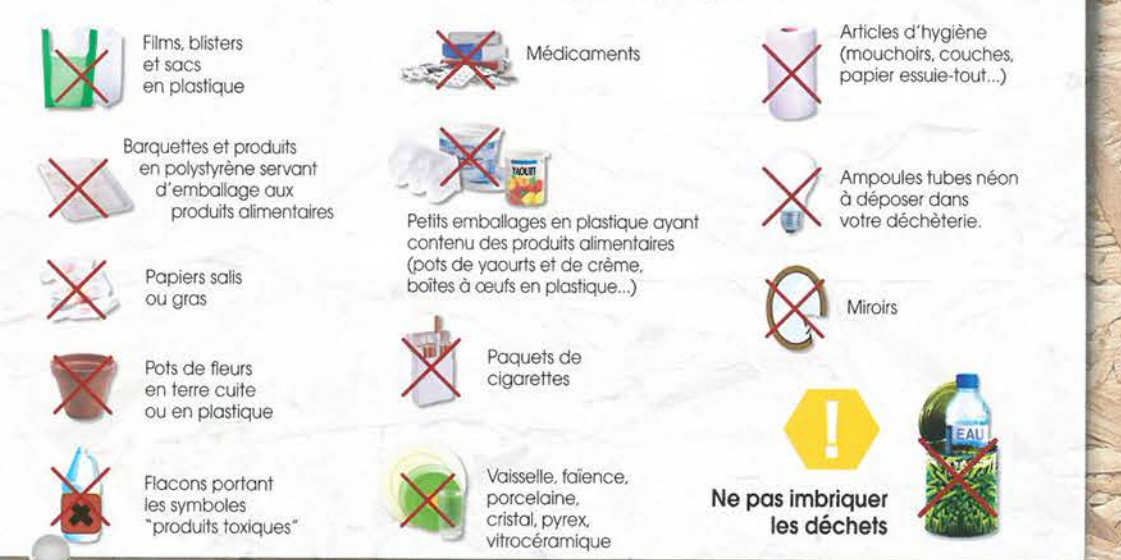 Films, blisters
et sacs
en plastique
Barquettes et produits
en polystyrène servant
d'emballage aux
produits alimentaires
Papiers salis
ou gras
Pots de fleurs
en terre cuite
ou en plastique
Flacons portant
les symboles
"produits toxiques"
Médicaments
YAOURT
Petits emballages en plastique ayant
contenu des produits alimentaires
(pots de yaourts et de crème,
boîtes à œufs en plastique...)
Paquets de
cigarettes
Vaisselle, faïence,
porcelaine,
cristal, pyrex,
vitrocéramique
Articles d'hygiène
(mouchoirs, couches,
papier essuie-tout...)
Ampoules tubes néon
à déposer dans
votre déchèterie.
Miroirs
!
EAU
Ne pas imbriquer
les déchets